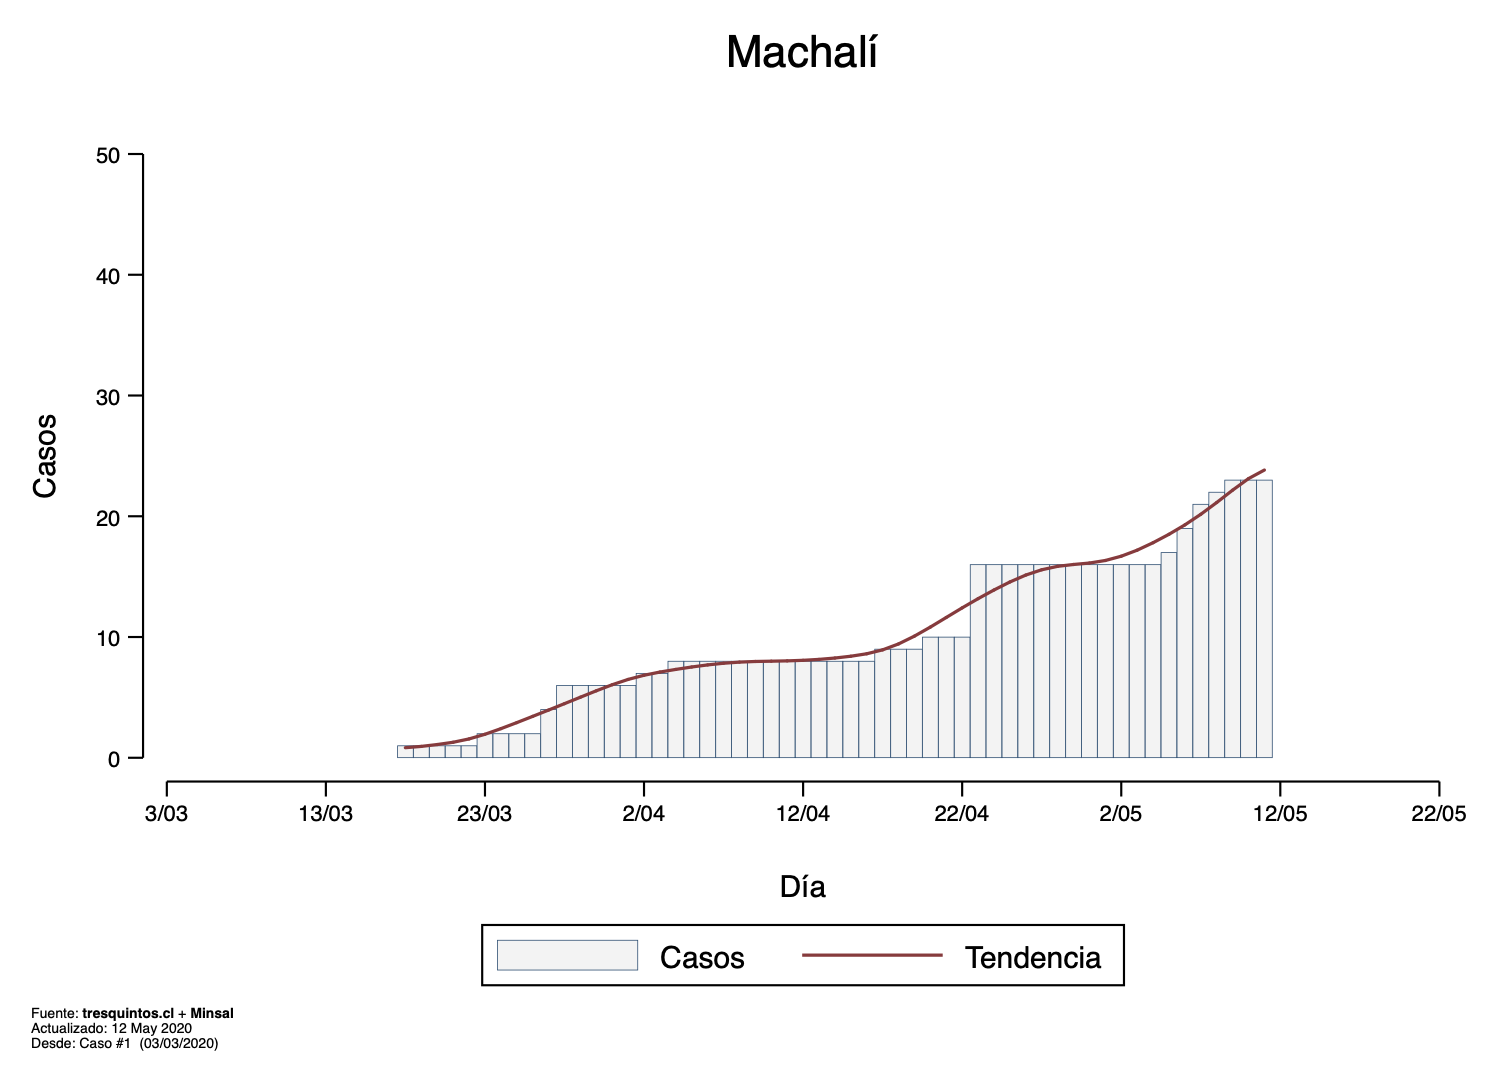 Machalí
50
40
30
20
10
0
Casos
3/03 13/03 23/03 2/04 12/04 22/04 2/05 12/05 22/05
Día
Casos Tendencia
Fuente: tresquintos.cl + Minsal
Actualizado: 12 May 2020
Desde: Caso #1 (03/03/2020)